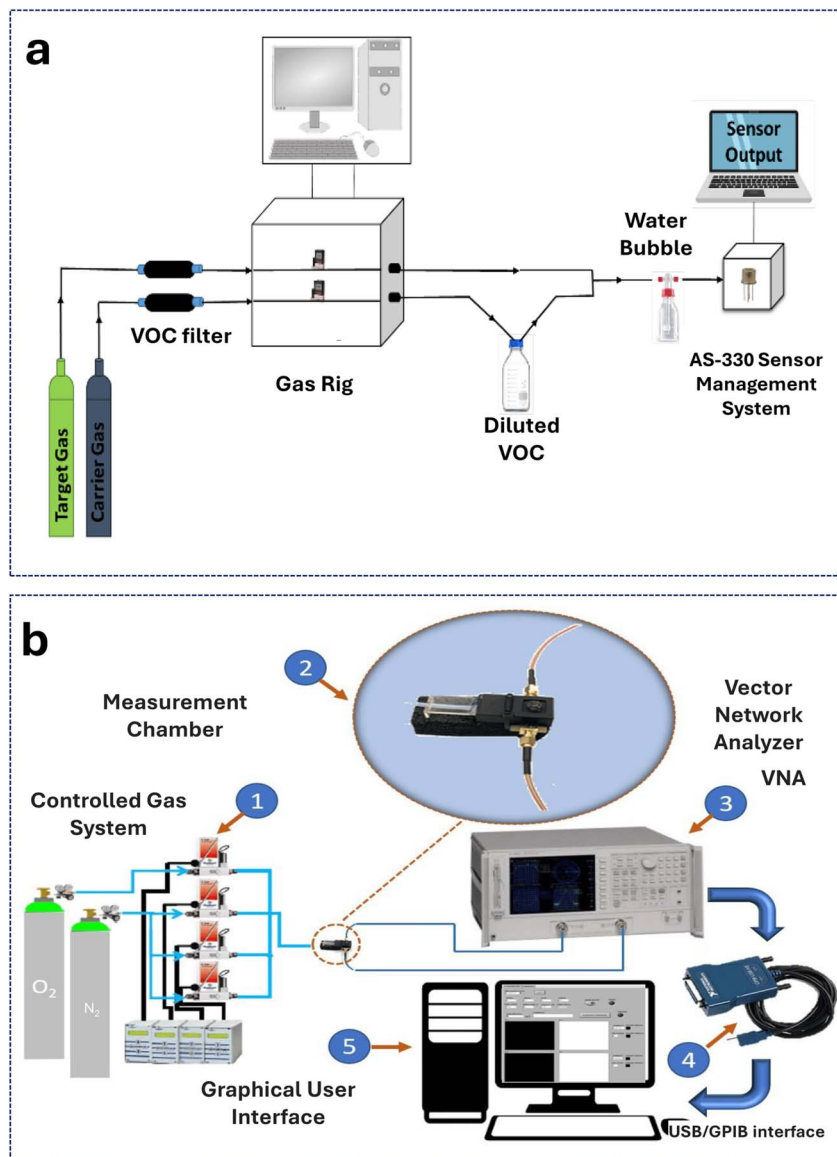 a
Sensor
Output
Water
Bubble
VOC filter
Gas Rig
Diluted
VOC
AS-330 Sensor
Management
System
Target Gas
Carrier Gas
b
2
Measurement
Chamber
Vector
Network
Analyzer
VNA
1
3
Controlled Gas
System
O2
N2
5
4
Graphical User
Interface
USB/GPIB interface